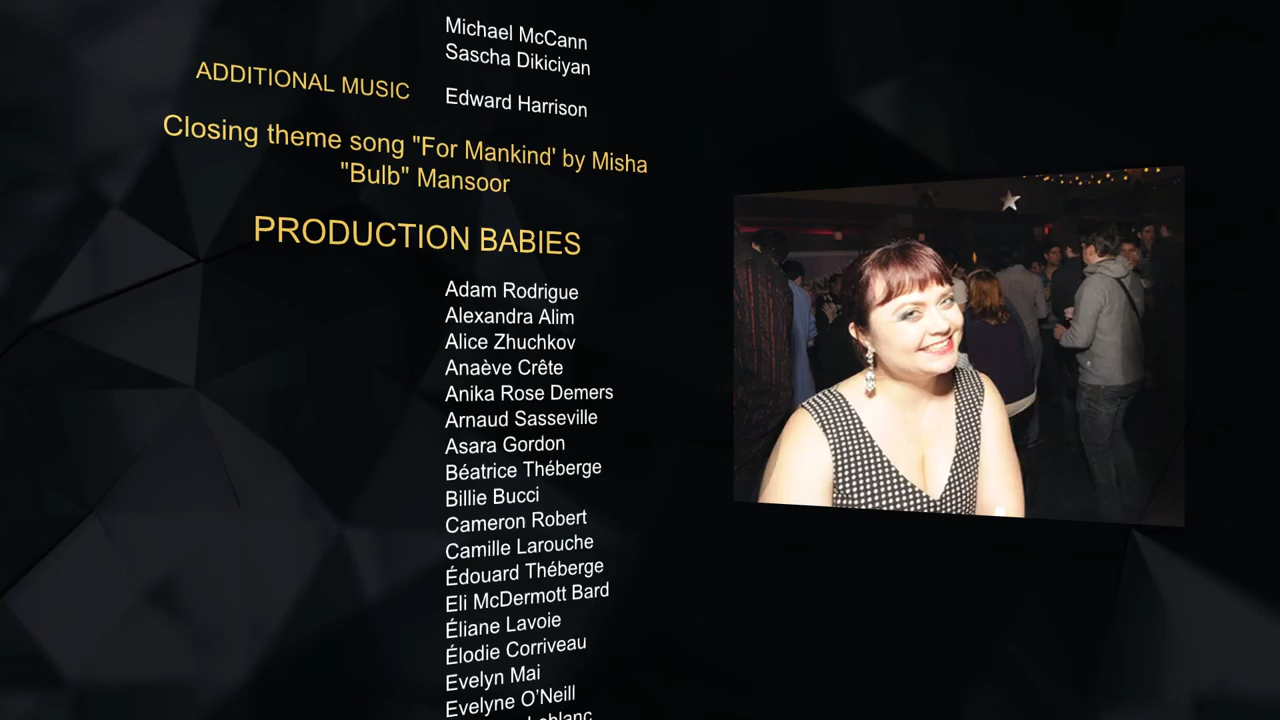 Michael McCann
Sascha Dikiciyan
ADDITIONAL MUSIC
Edward Harrison
Closing theme song "For Mankind' by Misha
"Bulb" Mansoor
PRODUCTION BABIES
Adam Rodrigue
Alexandra Alim
Alice Zhuchkov
Anaève Crête
Anika Rose Demers
Arnaud Sasseville
Asara Gordon
Béatrice Théberge
Billie Bucci
Cameron Robert
Camille Larouche
Édouard Théberge
Eli McDermott Bard
Éliane Lavoie
Élodie Corriveau
Evelyn Mai
Evelyne O’Neill